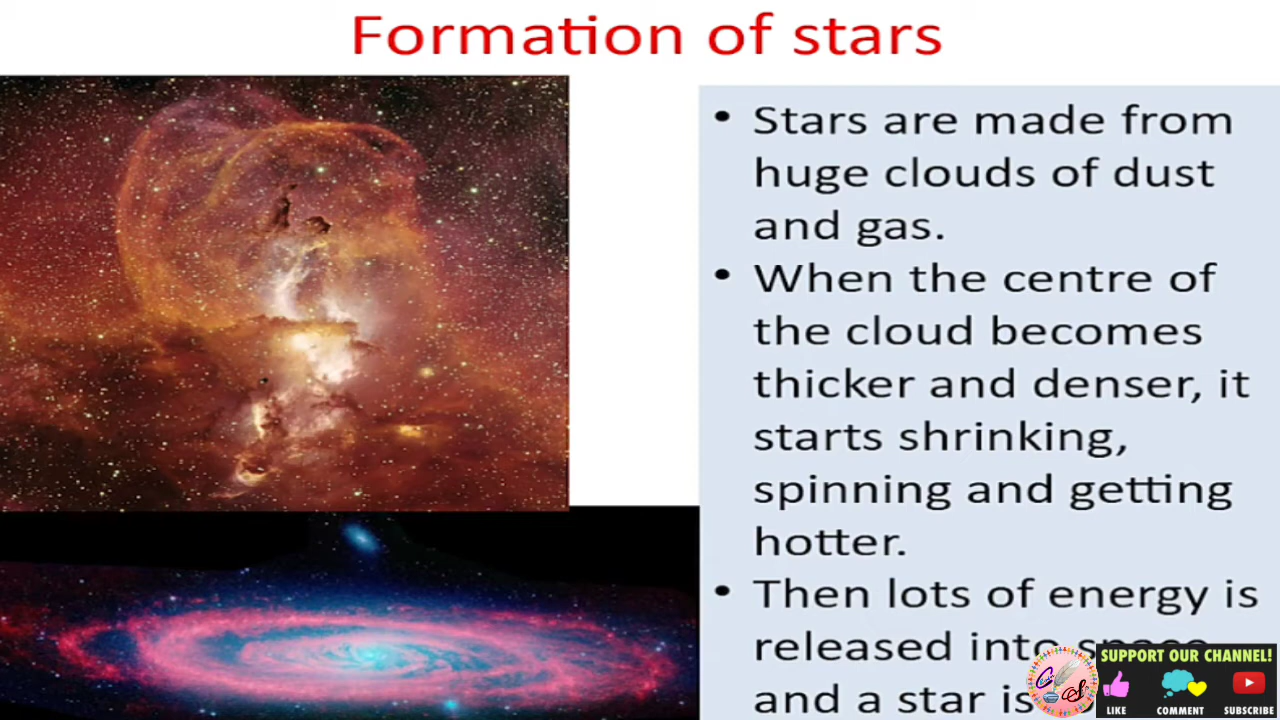 Formation of stars
• Stars are made from
huge clouds of dust
and gas.
• When the centre of
the cloud becomes
thicker and denser, it
starts shrinking,
spinning and getting
hotter.
• Then lots of energy is
released into space
and a star is
SUPPORT OUR CHANNEL!
LIKE COMMENT SUBSCRIBE